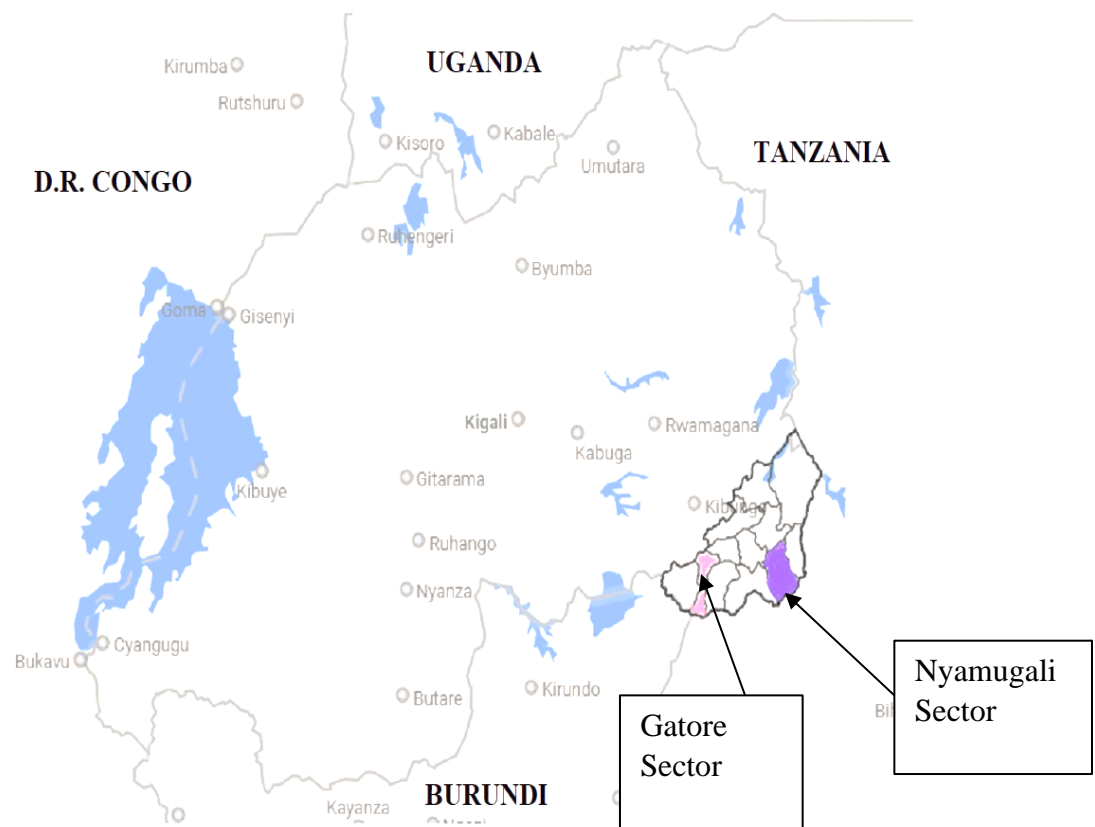 UGANDA
Kirumba
Rutshuru
Kisoro
Kabale
Umutara
TANZANIA
D.R. CONGO
Ruhengeri
Byumba
Goma
Gisenyi
Kigali
Kabuga
Rwamagana
Kibuye
Gitarama
Kibungo
Ruhango
Nyanza
Cyangugu
Bukavu
Butare
Kirundo
Nyamugali
Sector
Gatore
Sector
BURUNDI
Kayanza